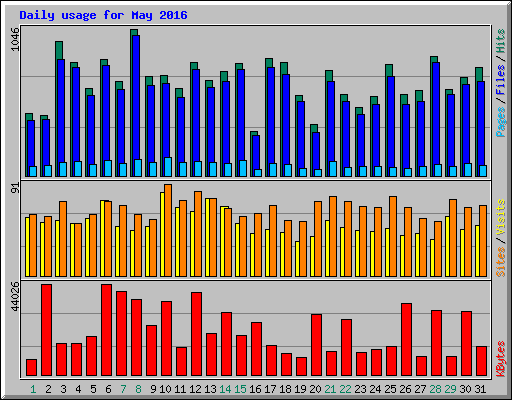 Daily usage for May 2016
1046
Pages / Files / Hits
91
Sites / Visits
44026
KBytes
1 2 3 4 5 6 7 8 9 10 11 12 13 14 15 16 17 18 19 20 21 22 23 24 25 26 27 28 29 30 31